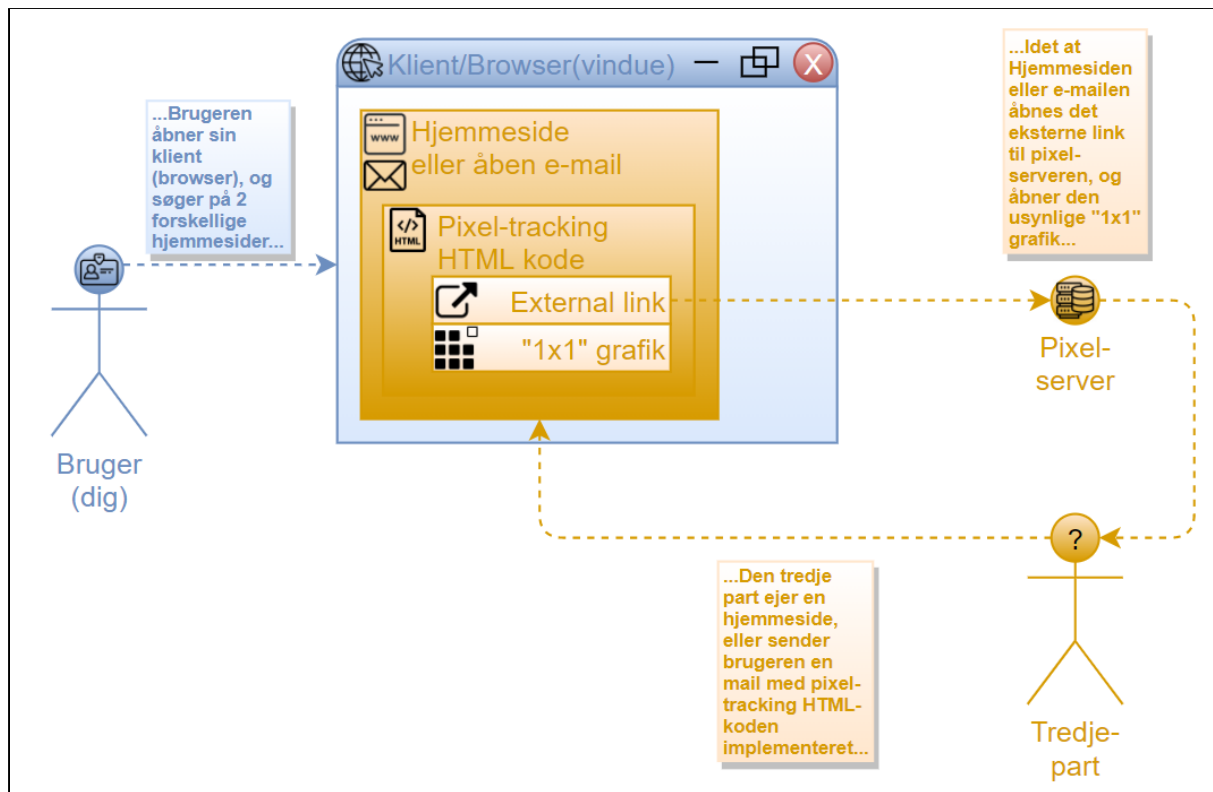 ...Brugeren
åbner sin
klient
(browser), og
søger på 2
forskellige
hjemmesider...
Bruger
(dig)
Klient/Browser(vindue)
X
www
Hjemmeside
eller åben e-mail
</>
HTML
Pixel-tracking
HTML kode
External link
"1x1" grafik
...Idet at
Hjemmesiden
eller e-mailen
åbnes det
eksterne link
til pixel-
serveren, og
åbner den
usynlige "1x1"
grafik...
Pixel-
server
...Den tredje
part ejer en
hjemmeside,
eller sender
brugeren en
mail med pixel-
tracking HTML-
koden
implementeret...
?
Tredje-
part